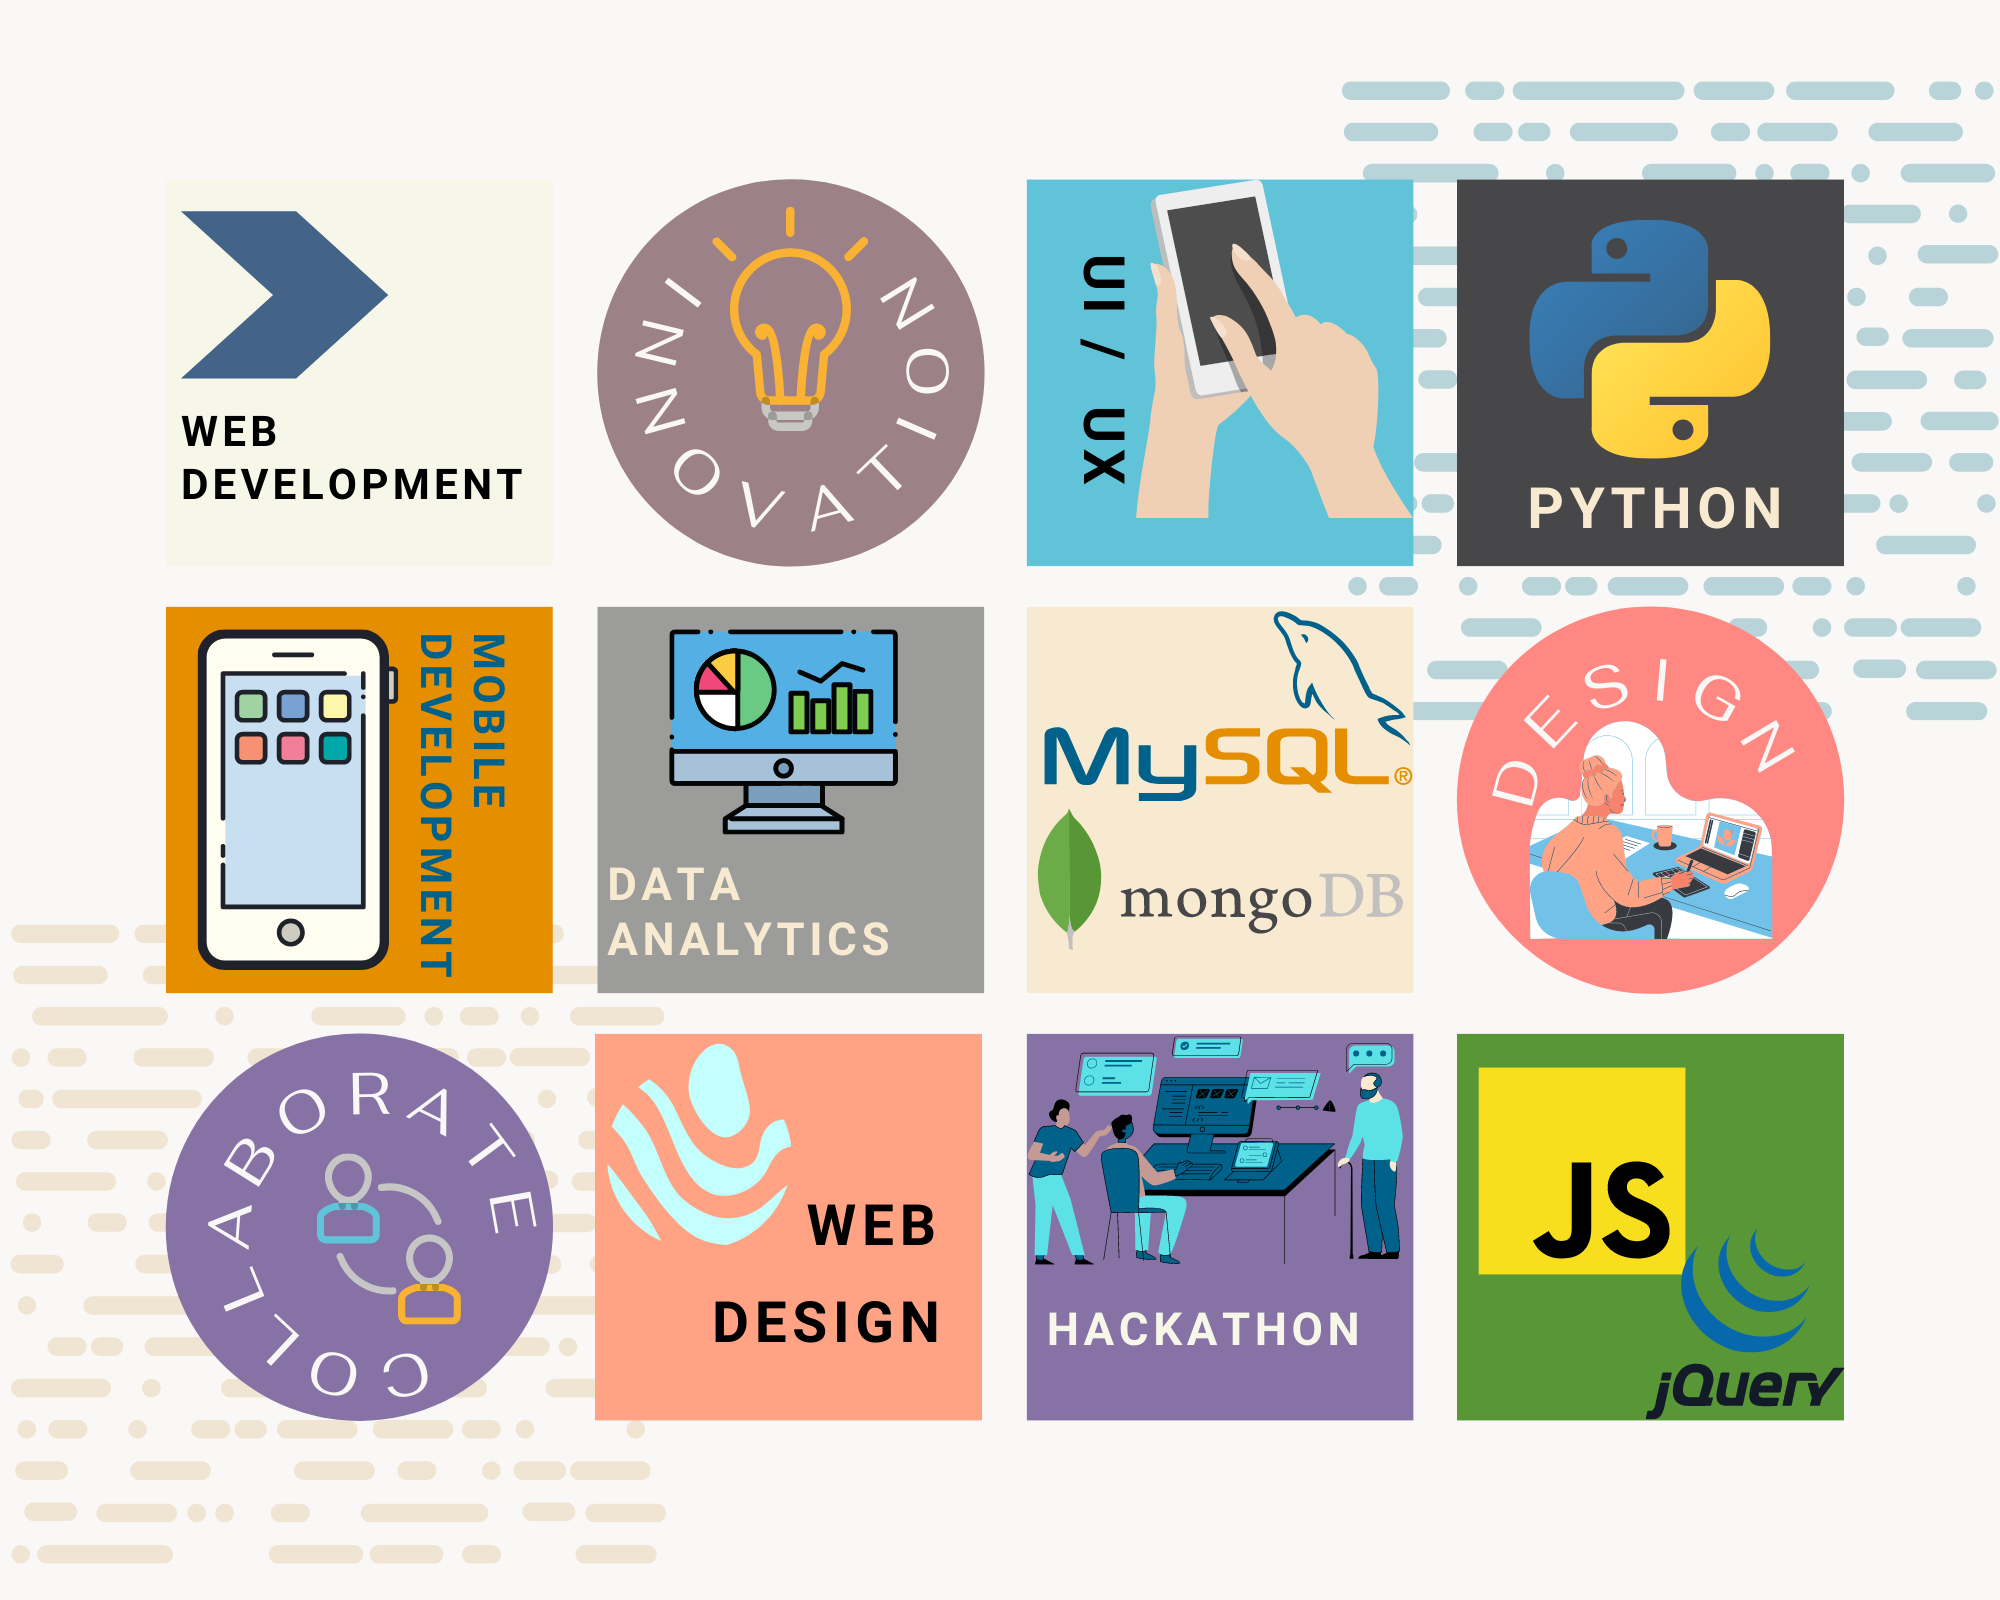 WEB
DEVELOPMENT
INNOVATION
UI / UX
PYTHON
MOBILE
DEVELOPMENT
DATA
ANALYTICS
MySQL®
mongoDB
DESIGN
COLLABORATE
WEB
DESIGN
HACKATHON
JS
jQuery